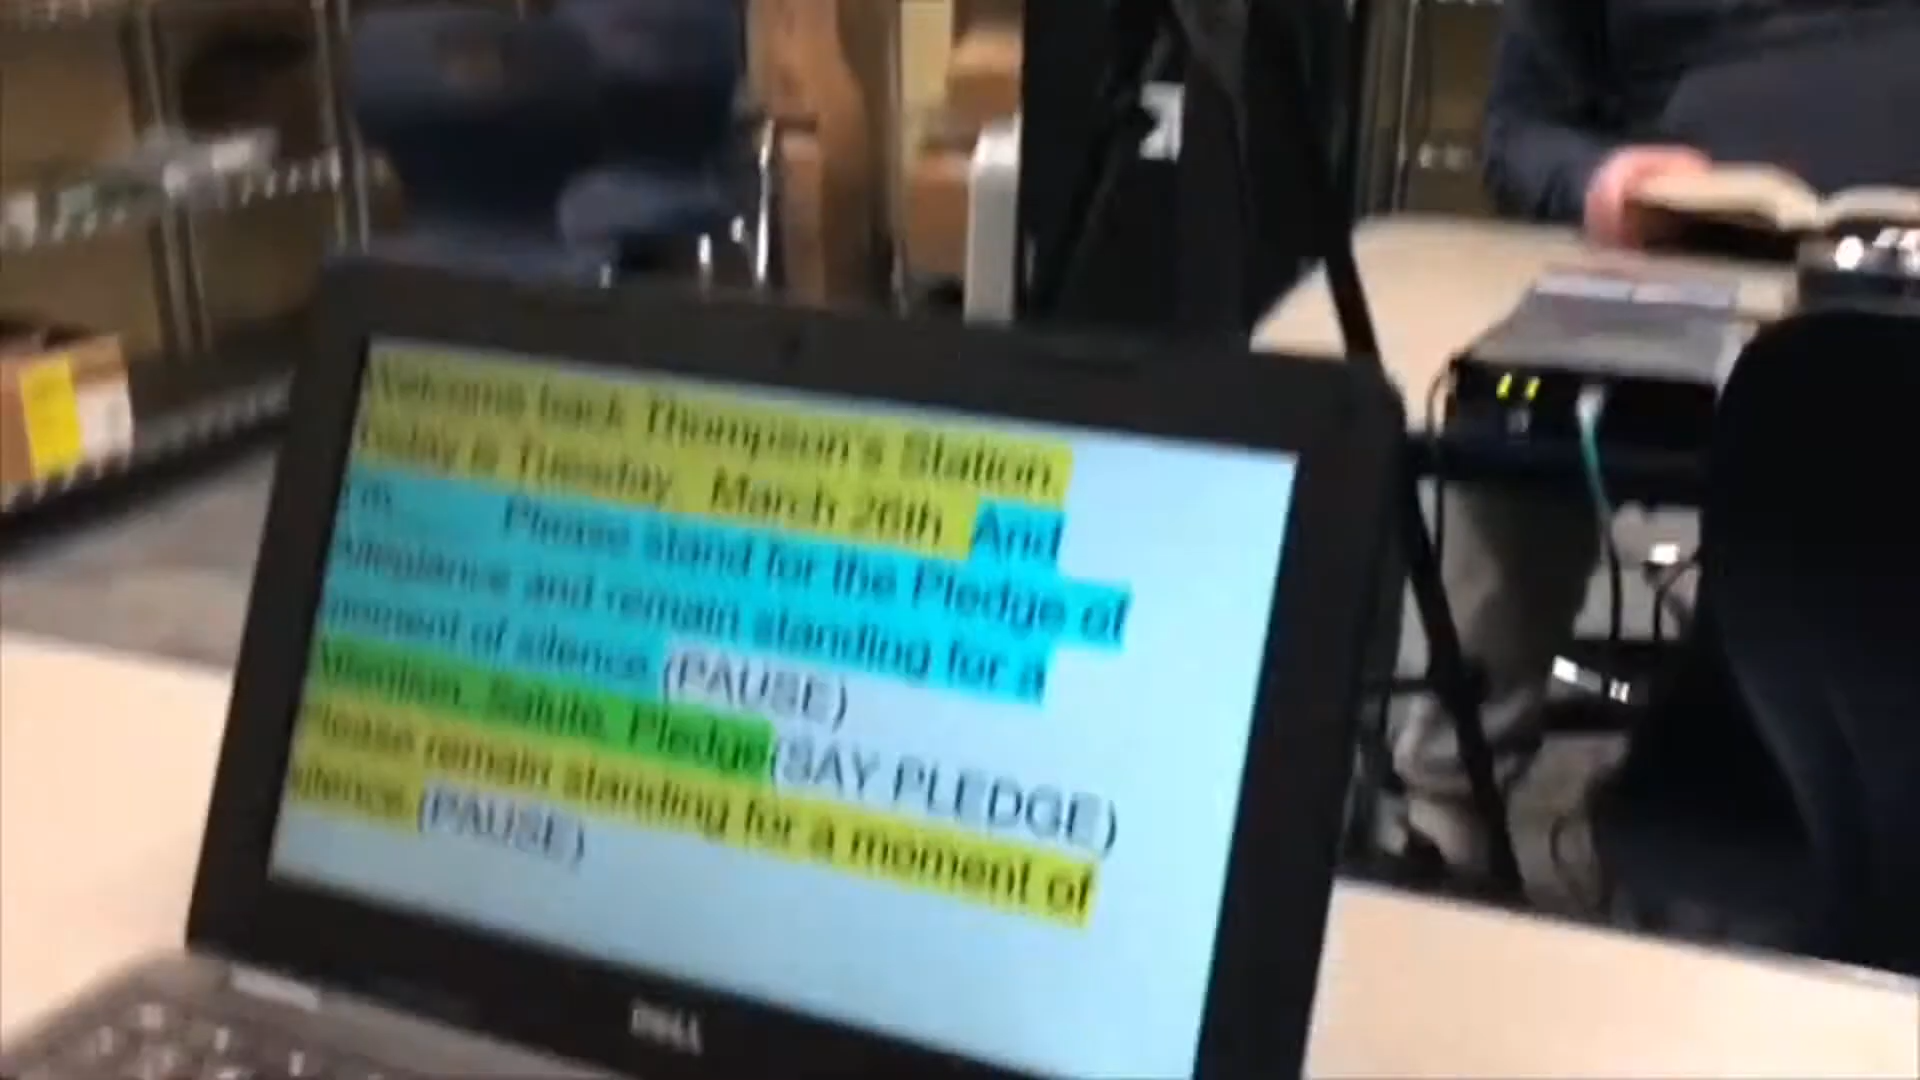 Welcome back Thompson's Station.
Today is Tuesday, March 26th. And
I'm ____. Please stand for the Pledge of
Allegiance and remain standing for a
moment of silence (PAUSE)
Attention, Salute, Pledge(SAY PLEDGE)
Please remain standing for a moment of
silence.(PAUSE)
DELL